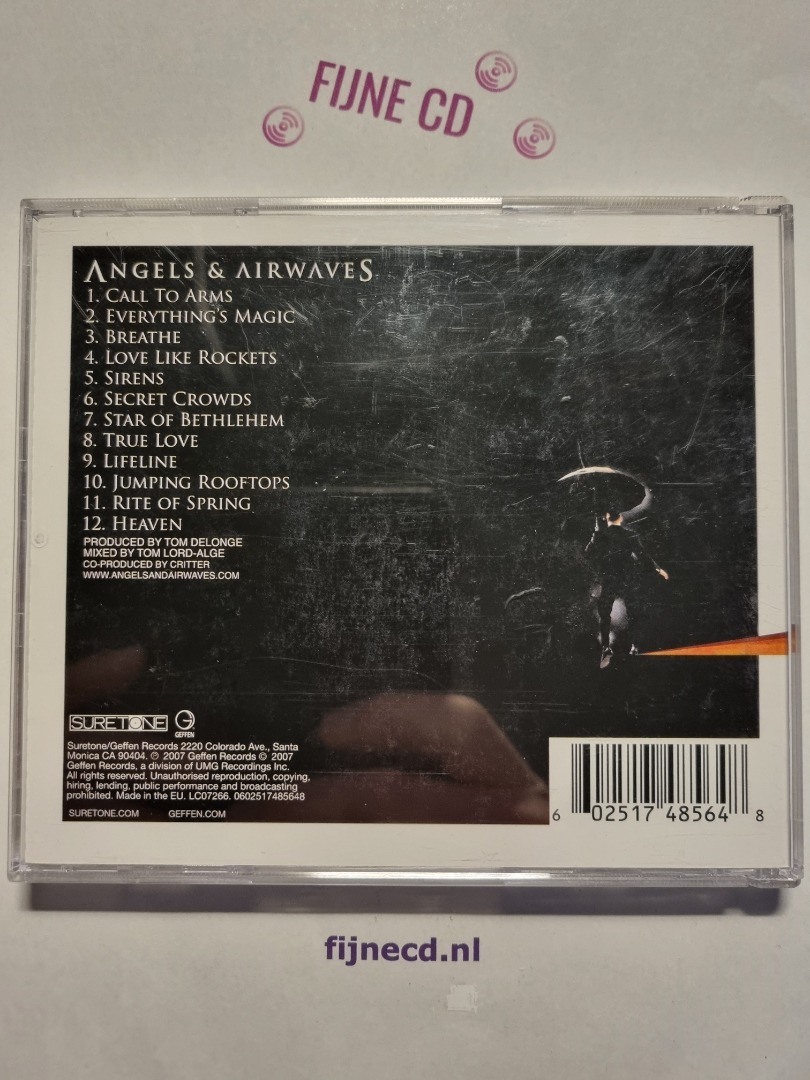 FIJNE CD
ΛNGELS & ΛIRWΛVES
1. CALL TO ARMS
2. EVERYTHING'S MAGIC
3. BREATHE
4. LOVE LIKE ROCKETS
5. SIRENS
6. SECRET CROWDS
7. STAR OF BETHLEHEM
8. TRUE LOVE
9. LIFELINE
10. JUMPING ROOFTOPS
11. RITE OF SPRING
12. HEAVEN
PRODUCED BY TOM DELONGE
MIXED BY TOM LORD-ALGE
CO-PRODUCED BY CRITTER
WWW.ANGELSANDAIRWAVES.COM
SURETONE
GEFFEN
Suretone/Geffen Records 2220 Colorado Ave., Santa
Monica CA 90404. ℗ 2007 Geffen Records © 2007
Geffen Records, a division of UMG Recordings Inc.
All rights reserved. Unauthorised reproduction, copying,
hiring, lending, public performance and broadcasting
prohibited. Made in the EU. LC07266. 0602517485648
SURETONE.COM GEFFEN.COM
6 02517 48564 8
fijnecd.nl